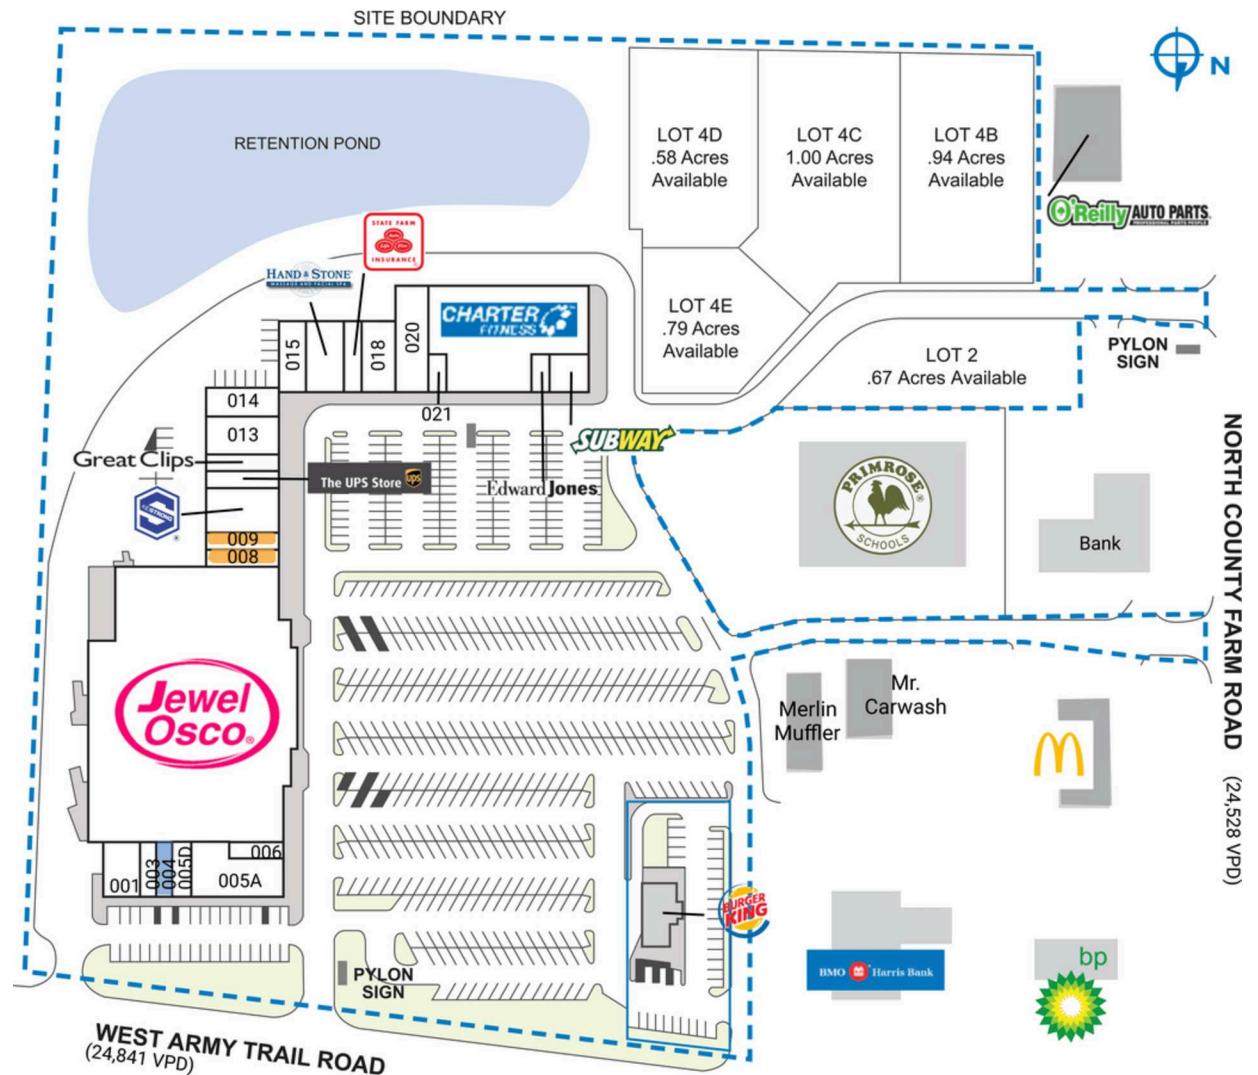 SITE BOUNDARY
N
RETENTION POND
LOT 4D
.58 Acres
Available
LOT 4C
1.00 Acres
Available
LOT 4B
.94 Acres
Available
O'Reilly AUTO PARTS
PROFESSIONAL PARTS PEOPLE
STATE FARM
INSURANCE
HAND & STONE
MASSAGE AND FACIAL SPA
CHARTER
FITNESS
LOT 4E
.79 Acres
Available
LOT 2
.67 Acres Available
PYLON
SIGN
015
018
020
021
014
013
Great Clips
The UPS Store
ups
Edward Jones
SUBWAY
PRIMROSE
SCHOOLS
Bank
009
008
Jewel
Osco
Merlin
Muffler
Mr.
Carwash
NORTH COUNTY FARM ROAD
(24,528 VPD)
001
003
004
005D
005A
006
BURGER
KING
BMO Harris Bank
bp
PYLON
SIGN
WEST ARMY TRAIL ROAD
(24,841 VPD)